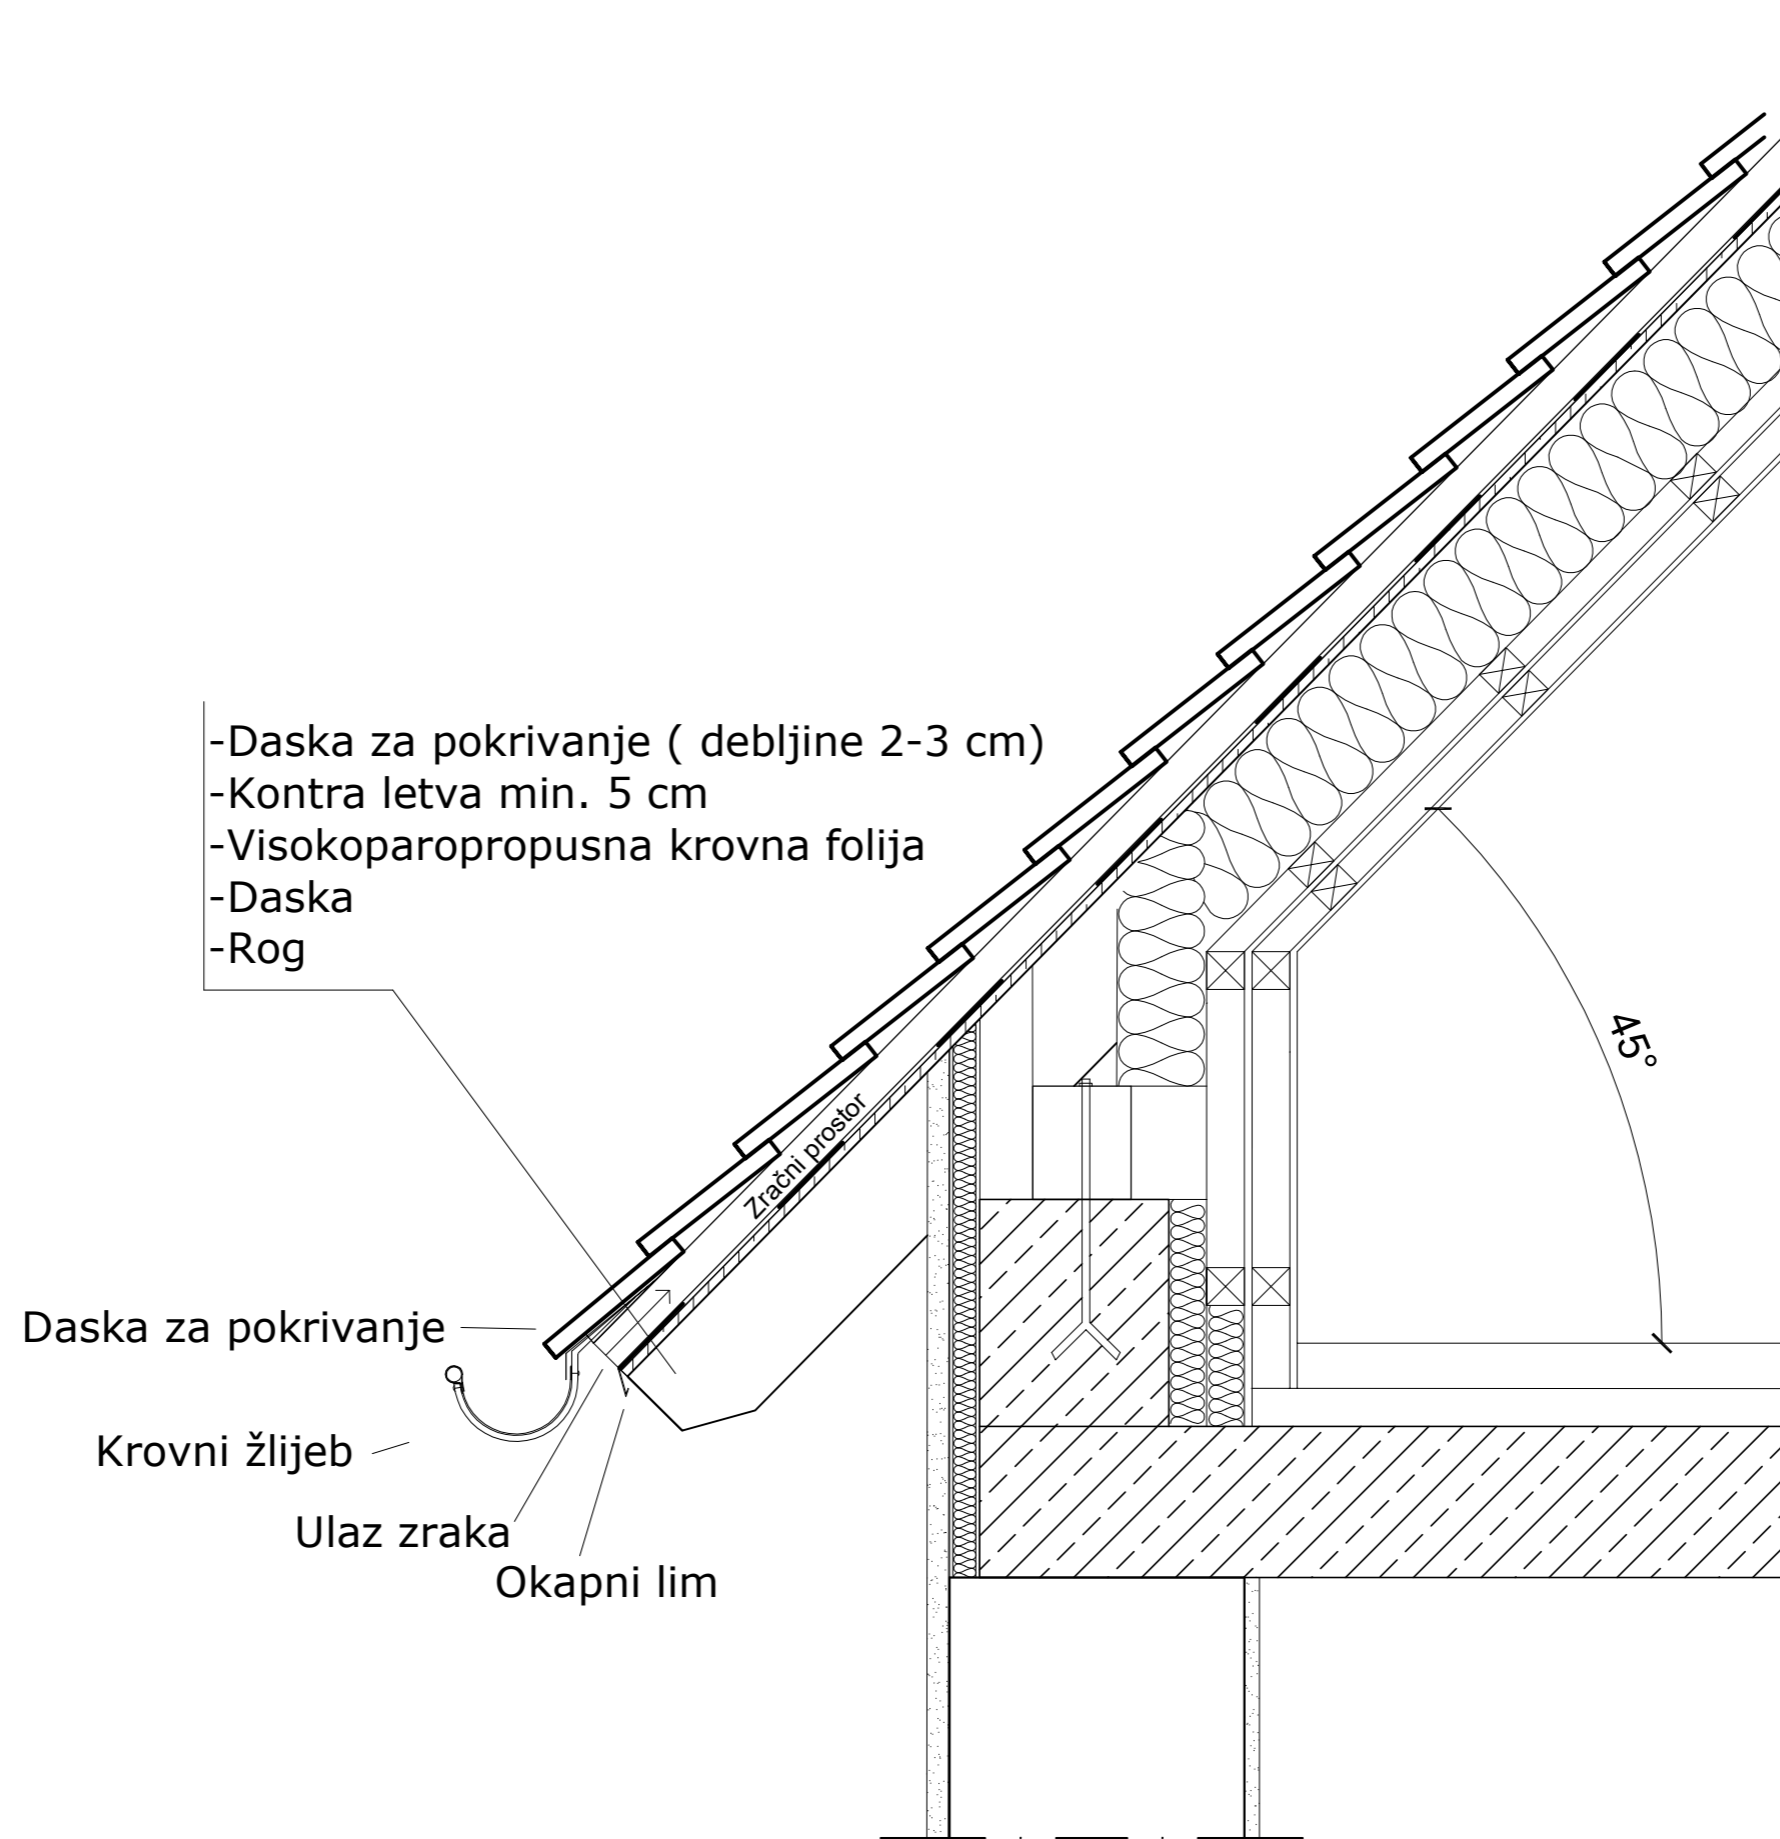 -Daska za pokrivanje ( debljine 2-3 cm)
-Kontra letva min. 5 cm
-Visokoparopropusna krovna folija
-Daska
-Rog
45°
Zračni prostor
Daska za pokrivanje
Krovni žlijeb
Ulaz zraka
Okapni lim